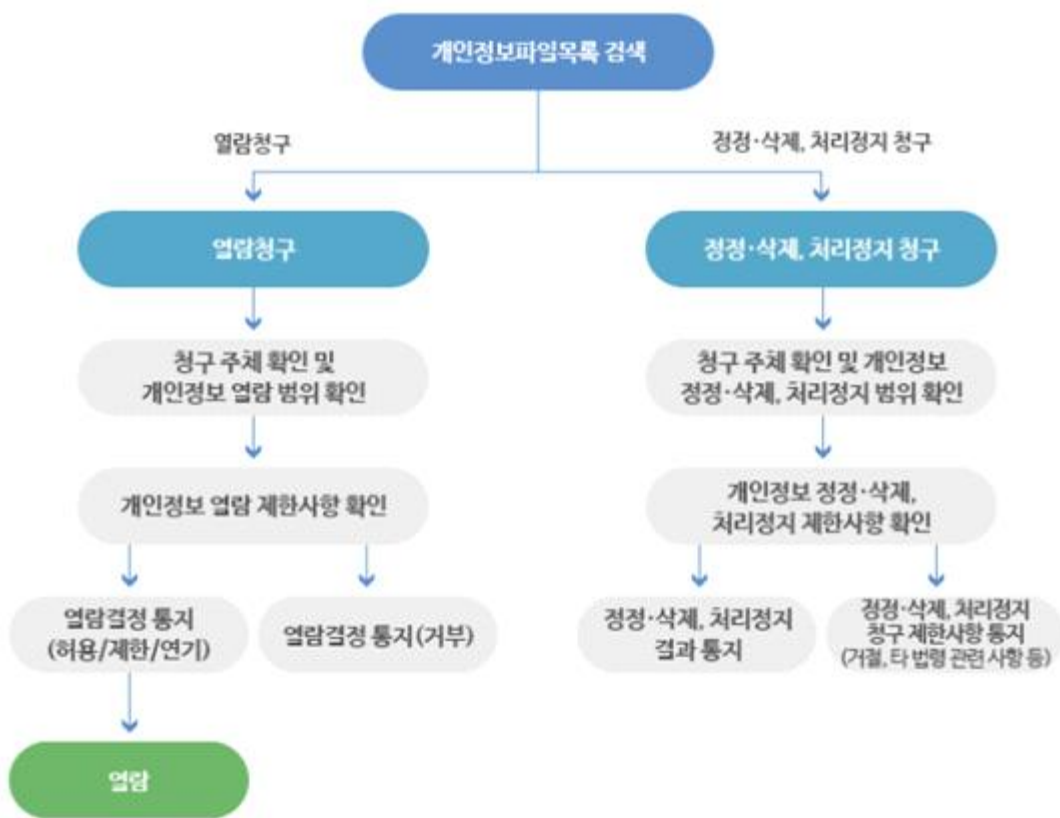 개인정보파일목록 검색
열람청구
정정·삭제, 처리정지 청구
열람청구
정정·삭제, 처리정지 청구
청구 주체 확인 및
개인정보 열람 범위 확인
청구 주체 확인 및 개인정보
정정·삭제, 처리정지 범위 확인
개인정보 열람 제한사항 확인
개인정보 정정·삭제,
처리정지 제한사항 확인
열람결정 통지
(허용/제한/연기)
열람결정 통지(거부)
정정·삭제, 처리정지
결과 통지
정정·삭제, 처리정지
청구 제한사항 통지
(거절, 타 법령 관련 사항 등)
열람